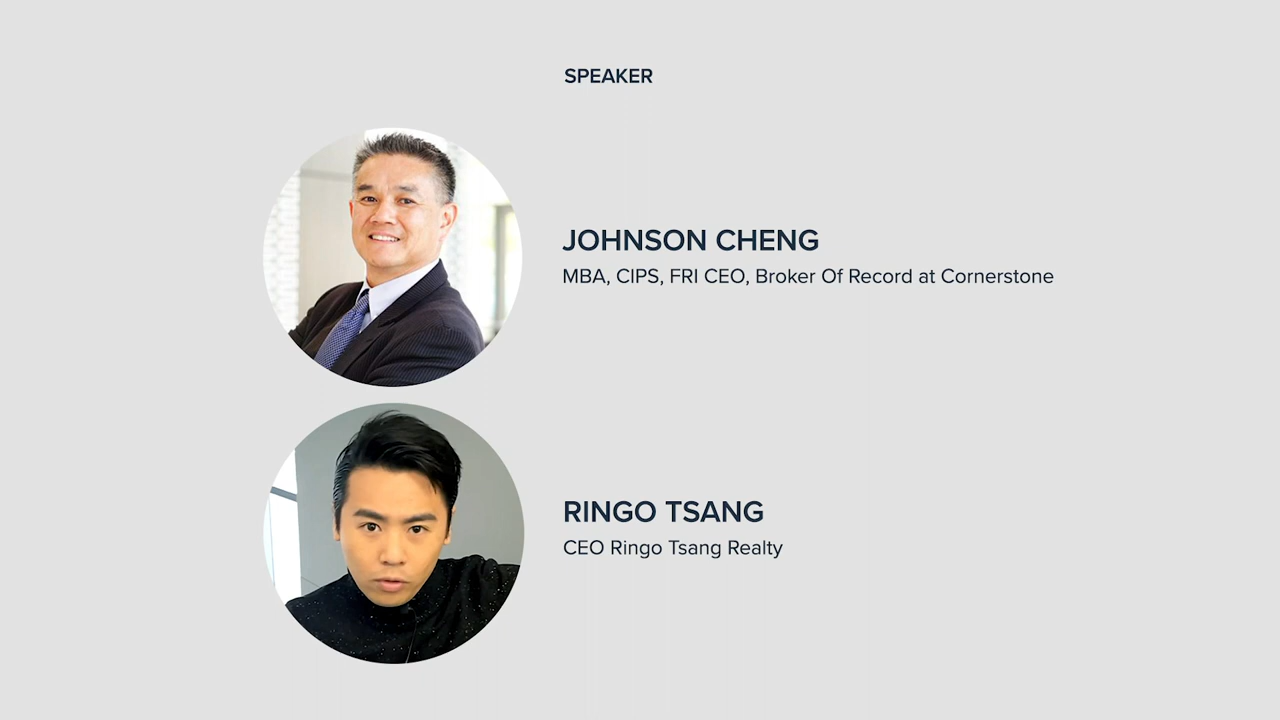 SPEAKER
JOHNSON CHENG
MBA, CIPS, FRI CEO, Broker Of Record at Cornerstone
RINGO TSANG
CEO Ringo Tsang Realty